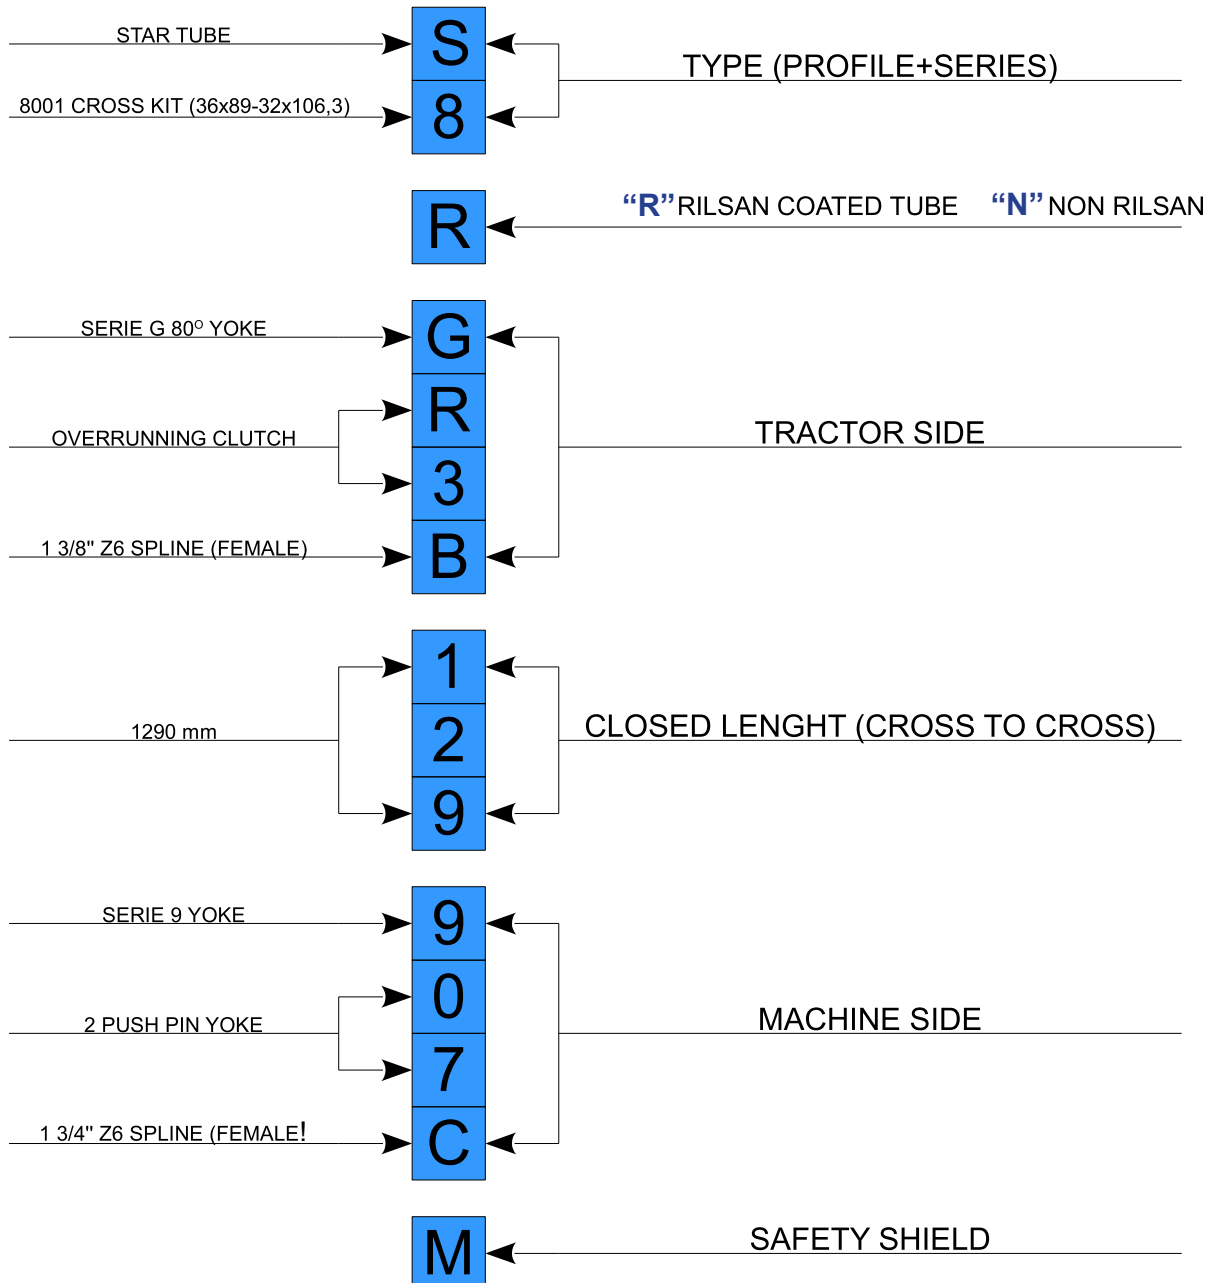 STAR TUBE
S
TYPE (PROFILE+SERIES)
8001 CROSS KIT (36x89-32x106,3)
8
R
“R” RILSAN COATED TUBE “N” NON RILSAN
SERIE G 80º YOKE
G
R
OVERRUNNING CLUTCH
TRACTOR SIDE
3
1 3/8" Z6 SPLINE (FEMALE)
B
1
1290 mm
2
CLOSED LENGHT (CROSS TO CROSS)
9
SERIE 9 YOKE
9
0
2 PUSH PIN YOKE
MACHINE SIDE
7
1 3/4" Z6 SPLINE (FEMALE!
C
M
SAFETY SHIELD